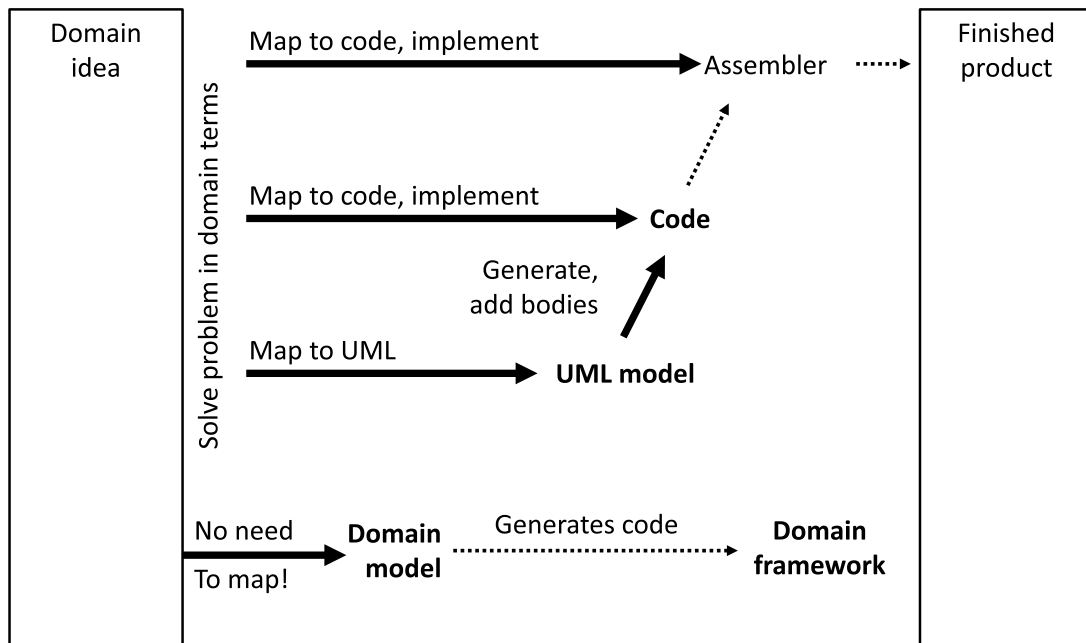 Domain
idea
Solve problem in domain terms
Map to code, implement
Assembler
Finished
product
Map to code, implement
Code
Generate,
add bodies
Map to UML
UML model
No need
To map!
Domain
model
Generates code
Domain
framework